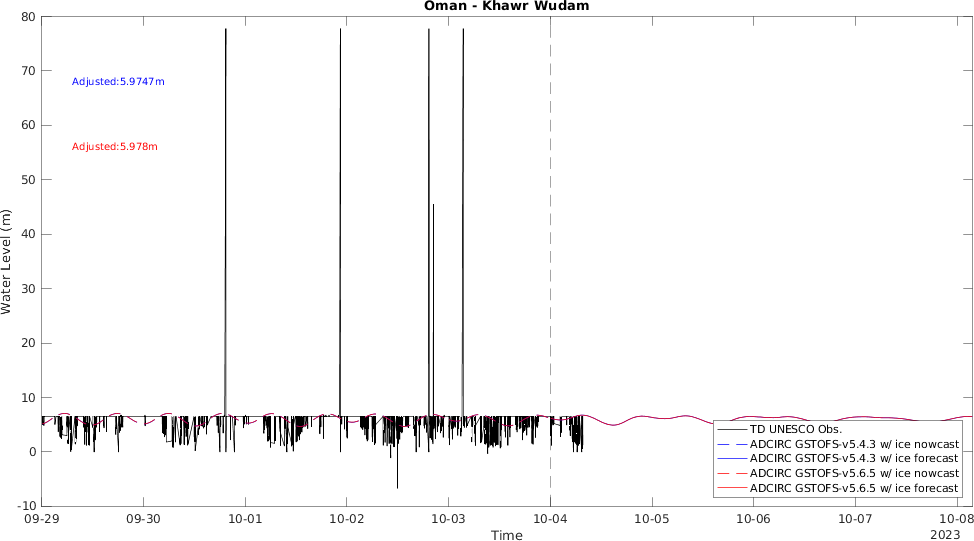 Oman - Khawr Wudam
80
70
60
50
40
30
20
10
0
-10
Water Level (m)
Adjusted:5.9747m
Adjusted:5.978m
TD UNESCO Obs.
ADCIRC GSTOFS-v5.4.3 w/ ice nowcast
ADCIRC GSTOFS-v5.4.3 w/ ice forecast
ADCIRC GSTOFS-v5.6.5 w/ ice nowcast
ADCIRC GSTOFS-v5.6.5 w/ ice forecast
09-29 09-30 10-01 10-02 10-03 10-04 10-05 10-06 10-07 10-08
Time
2023